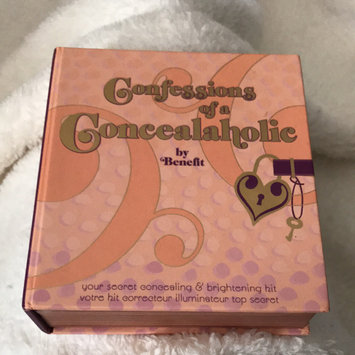 Confessions
of a
Concealaholic
by
Benefit
your secret concealing & brightening kit
votre kit correcteur illuminateur top secret